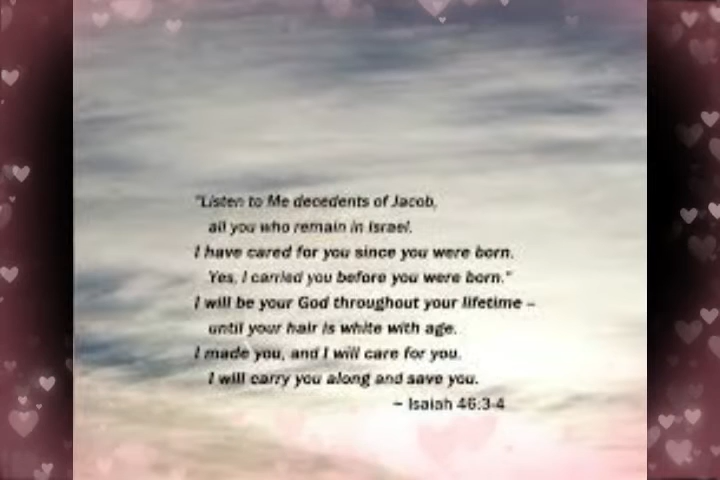 "Listen to Me decedents of Jacob,
all you who remain in Israel.
I have cared for you since you were born.
Yes, I carried you before you were born."
I will be your God throughout your lifetime –
until your hair is white with age.
I made you, and I will care for you.
I will carry you along and save you.
~ Isaiah 46:3-4